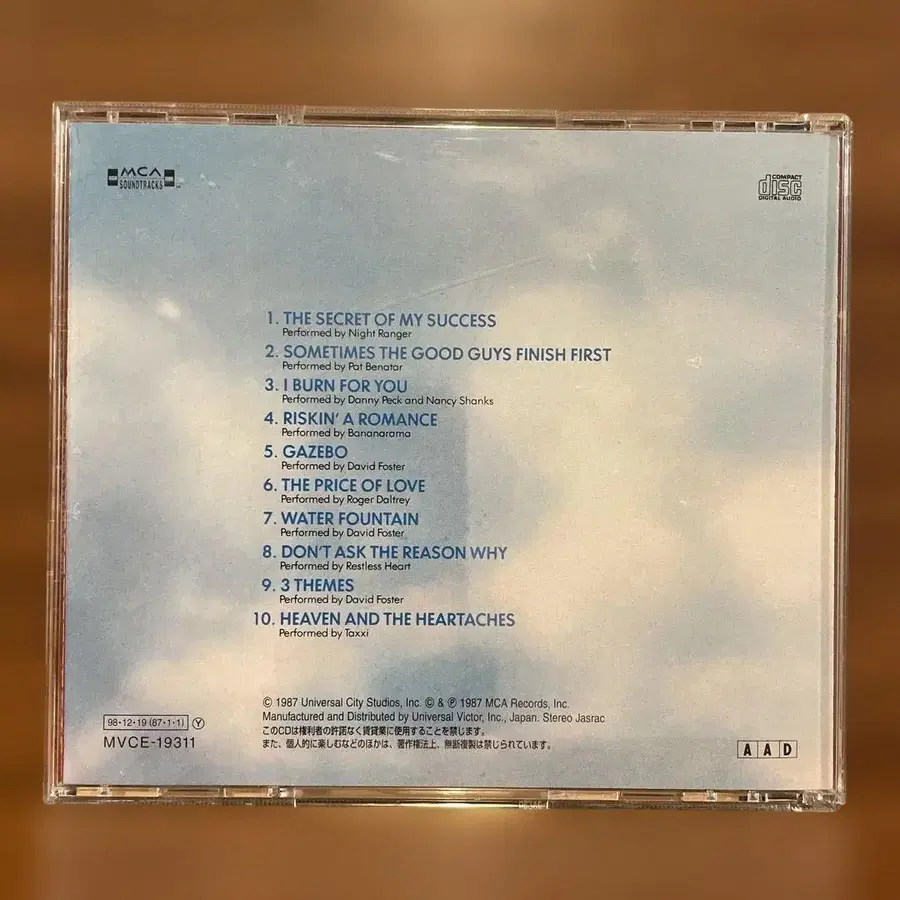 MCA
SOUNDTRACKS
COMPACT
disc
DIGITAL AUDIO
1. THE SECRET OF MY SUCCESS
Performed by Night Ranger
2. SOMETIMES THE GOOD GUYS FINISH FIRST
Performed by Pat Benatar
3. I BURN FOR YOU
Performed by Danny Peck and Nancy Shanks
4. RISKIN' A ROMANCE
Performed by Bananarama
5. GAZEBO
Performed by David Foster
6. THE PRICE OF LOVE
Performed by Roger Daltrey
7. WATER FOUNTAIN
Performed by David Foster
8. DON'T ASK THE REASON WHY
Performed by Restless Heart
9. 3 THEMES
Performed by David Foster
10. HEAVEN AND THE HEARTACHES
Performed by Taxxi
© 1987 Universal City Studios, Inc. © & ℗ 1987 MCA Records, Inc.
Manufactured and Distributed by Universal Victor, Inc., Japan. Stereo Jasrac
このCDは権利者の許諾なく賃貸業に使用することを禁じます。
また、個人的に楽しむなどのほかは、著作権法上、無断複製は禁じられています。
98・12・19 (87・1・1) Ⓨ
MVCE-19311
A A D